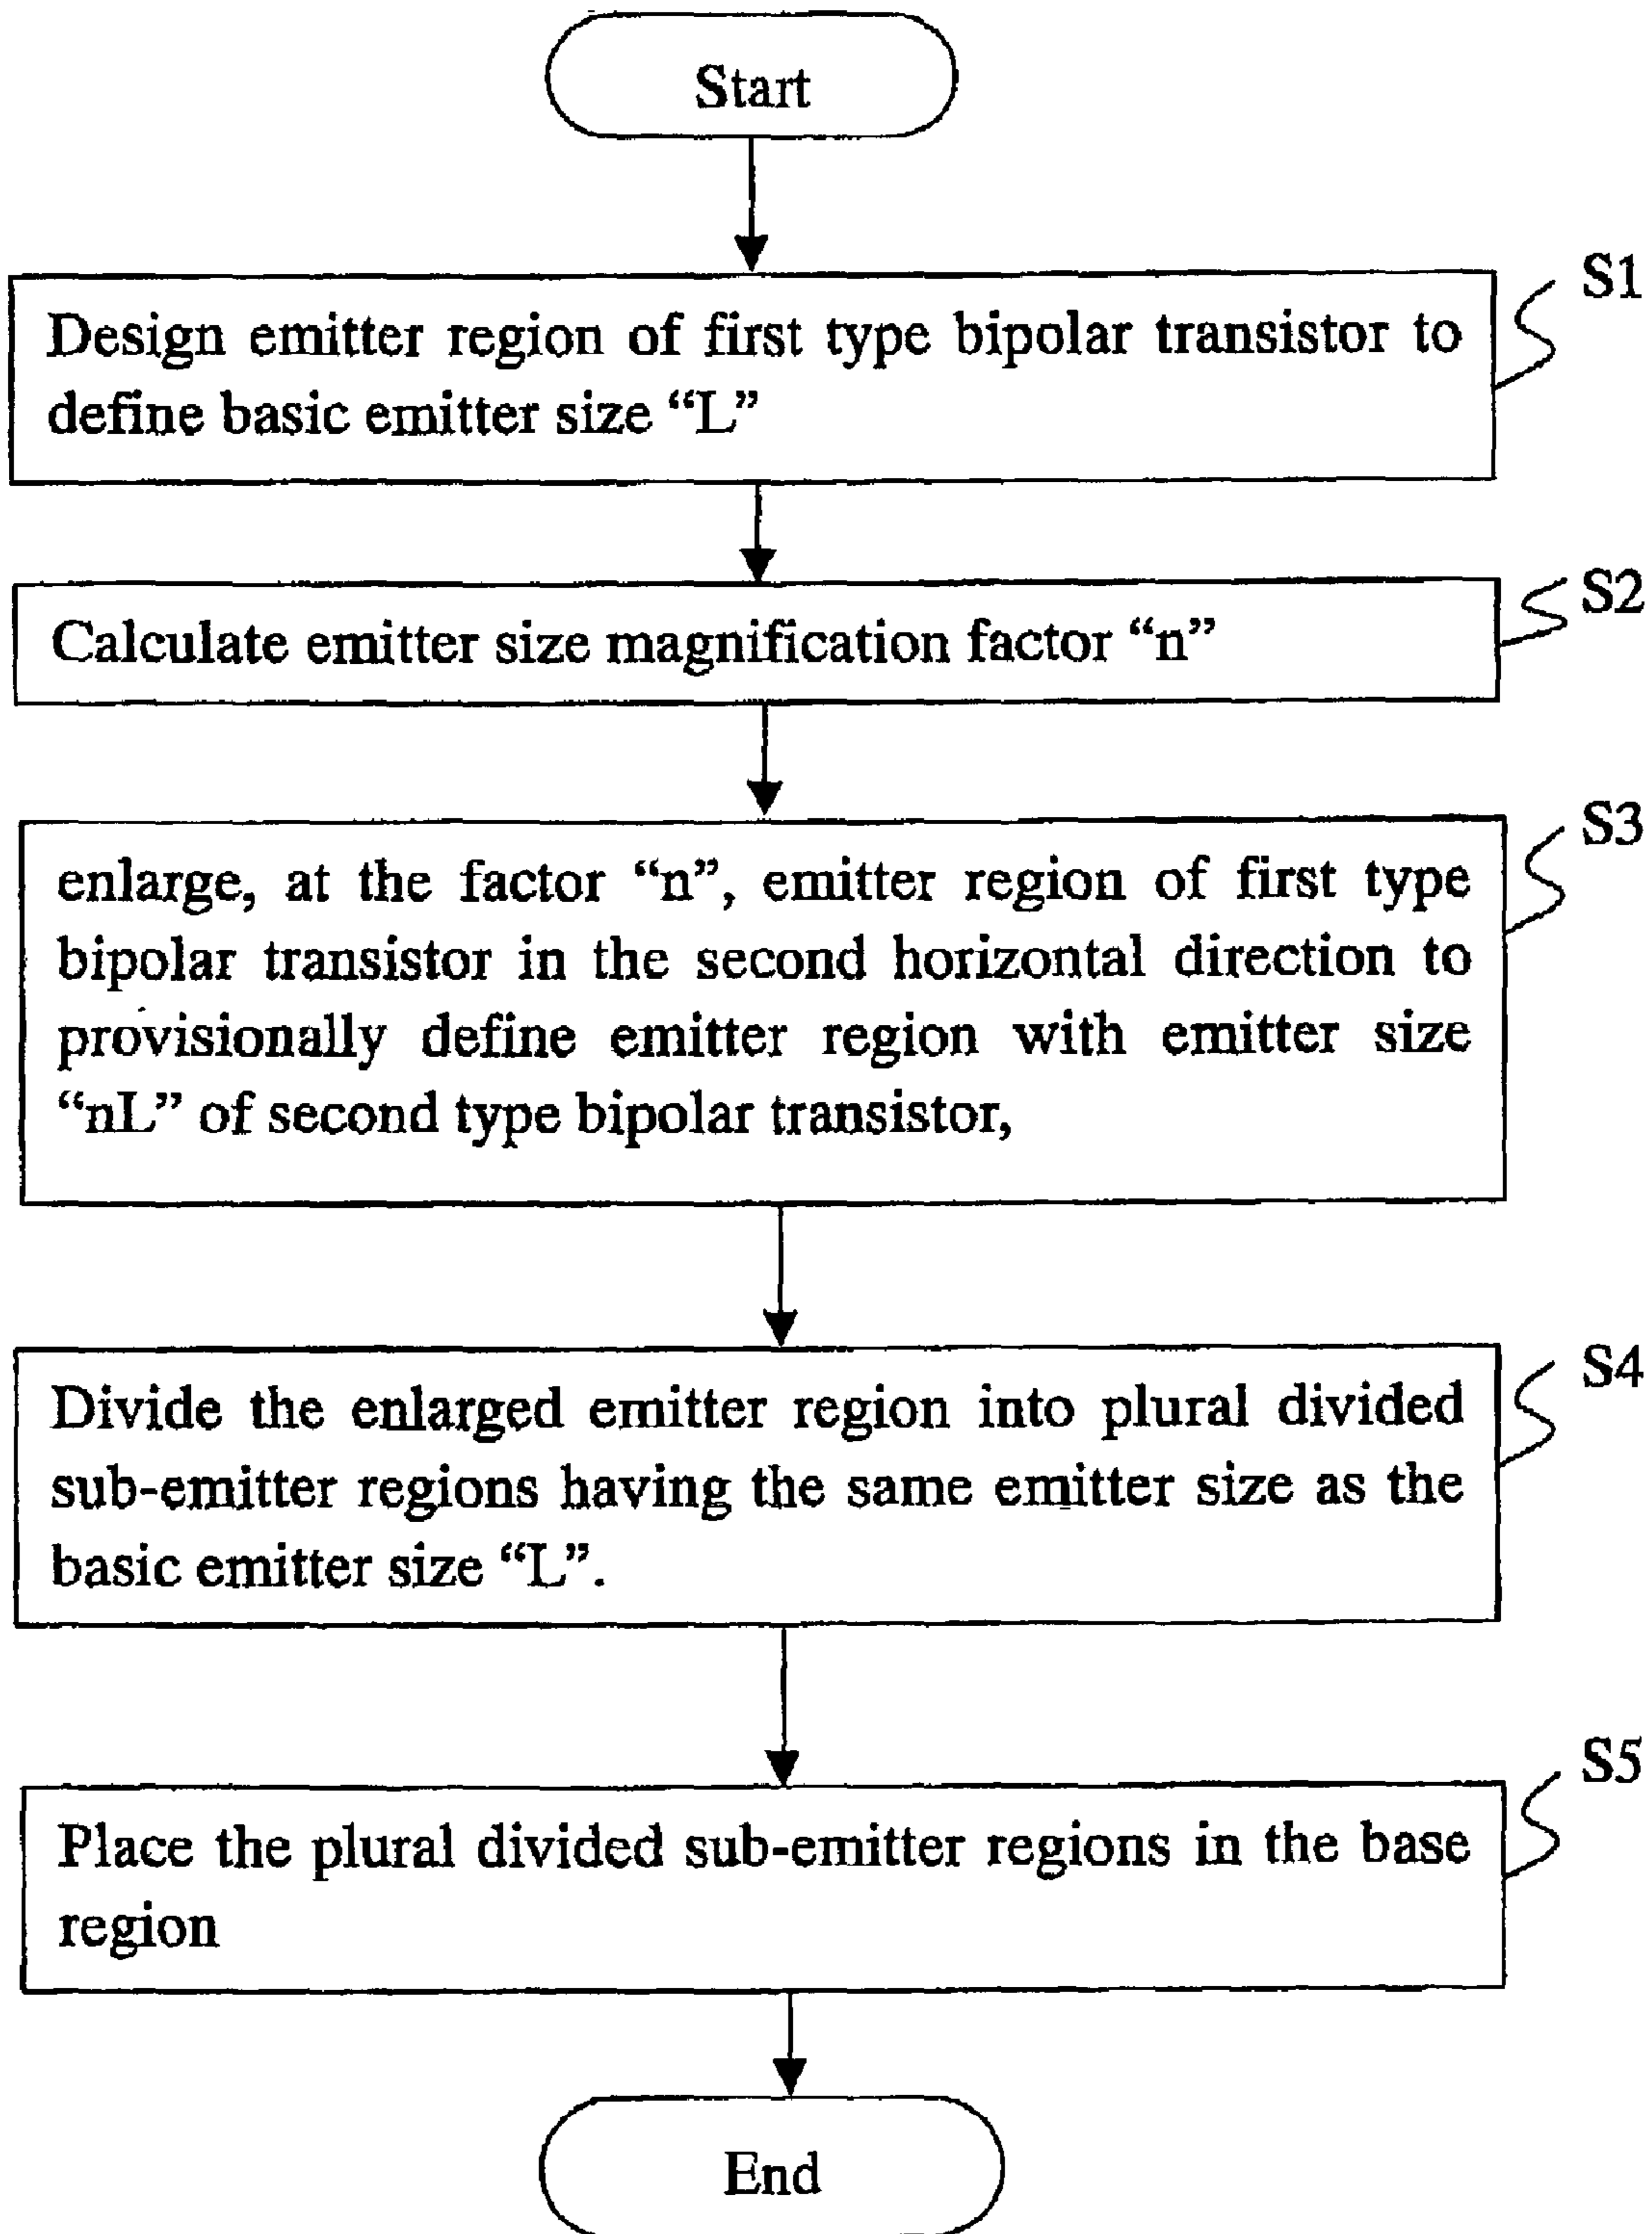 Start
S1
Design emitter region of first type bipolar transistor to
define basic emitter size “L”
S2
Calculate emitter size magnification factor “n”
S3
enlarge, at the factor “n”, emitter region of first type
bipolar transistor in the second horizontal direction to
provisionally define emitter region with emitter size
“nL” of second type bipolar transistor,
S4
Divide the enlarged emitter region into plural divided
sub-emitter regions having the same emitter size as the
basic emitter size “L”.
S5
Place the plural divided sub-emitter regions in the base
region
End